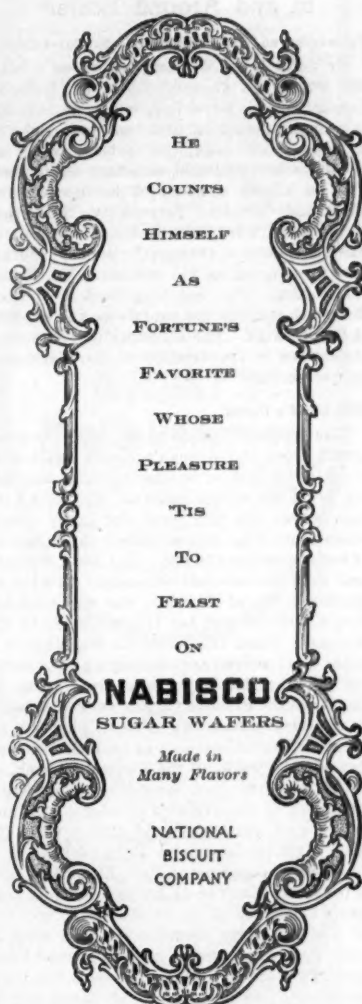 HE
COUNTS
HIMSELF
AS
FORTUNE'S
FAVORITE
WHOSE
PLEASURE
'TIS
TO
FEAST
ON
NABISCO
SUGAR WAFERS
Made in
Many Flavors
NATIONAL
BISCUIT
COMPANY